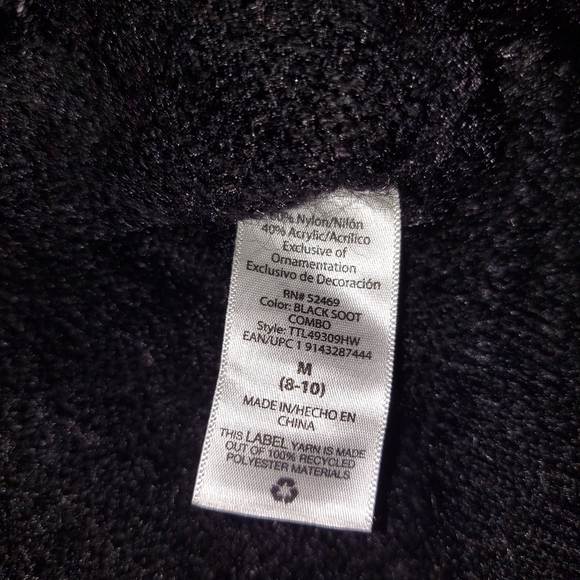 % Nylon/Nilón
40% Acrylic/Acrílico
Exclusive of
Ornamentation
Exclusivo de Decoración
RN# 52469
Color: BLACK SOOT
COMBO
Style: TTL49309HW
EAN/UPC 1 9143287444
M
(8-10)
MADE IN/HECHO EN
CHINA
THIS LABEL YARN IS MADE
OUT OF 100% RECYCLED
POLYESTER MATERIALS